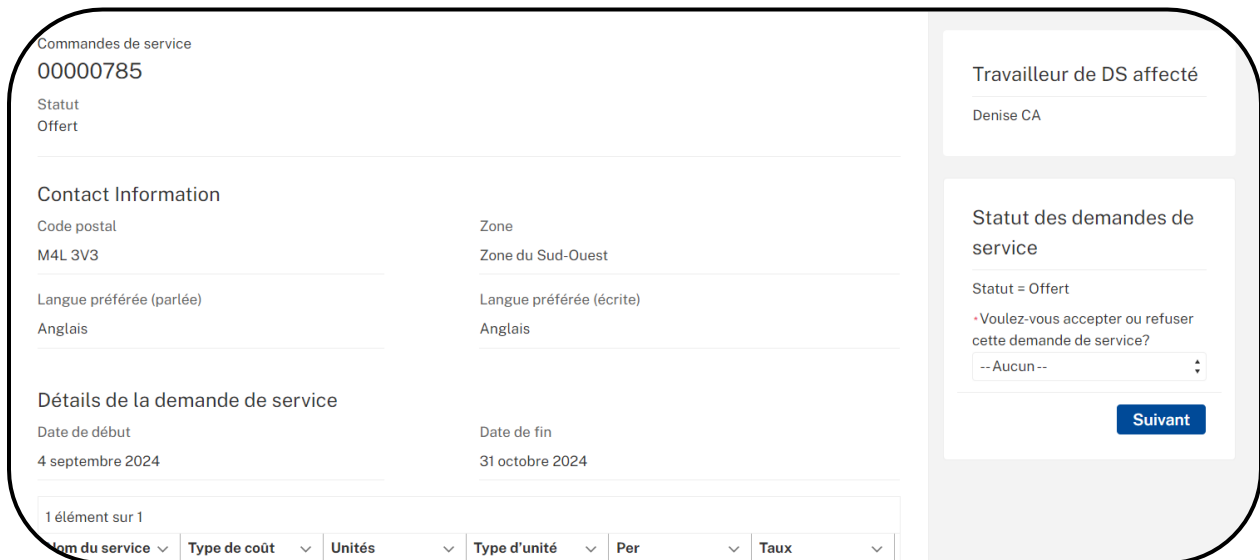 Commandes de service
00000785
Statut
Offert
Contact Information
Code postal
Zone
M4L 3V3
Zone du Sud-Ouest
Langue préférée (parlée)
Langue préférée (écrite)
Anglais
Anglais
Détails de la demande de service
Date de début
Date de fin
4 septembre 2024
31 octobre 2024
1 élément sur 1
Nom du service
Type de coût
Unités
Type d'unité
Per
Taux
Travailleur de DS affecté
Denise CA
Statut des demandes de
service
Statut = Offert
*Voulez-vous accepter ou refuser
cette demande de service?
--Aucun--
Suivant